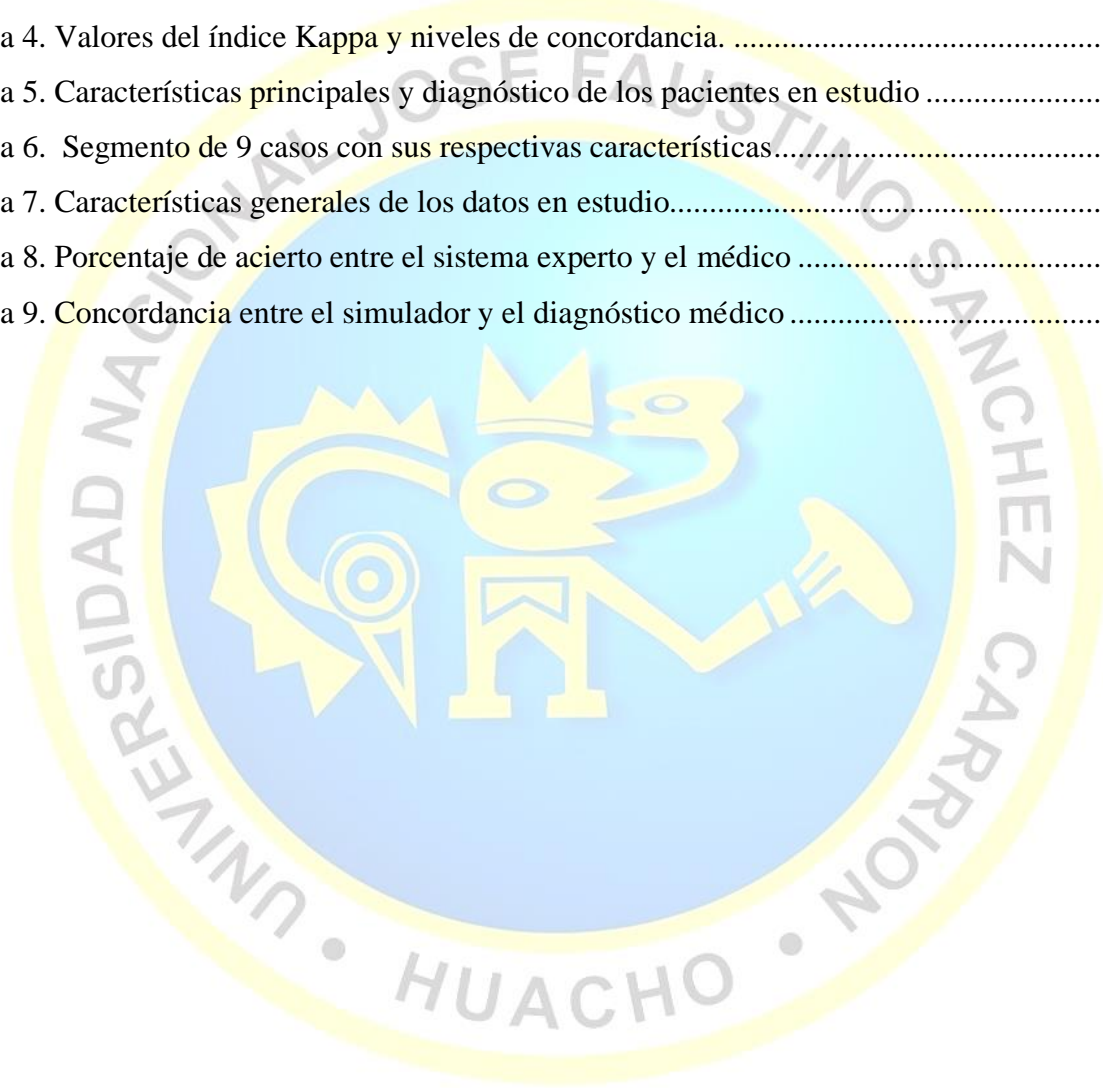 a 4. Valores del índice Kappa y niveles de concordancia. ..............................................
a 5. Características principales y diagnóstico de los pacientes en estudio ......................
a 6.  Segmento de 9 casos con sus respectivas características.........................................
a 7. Características generales de los datos en estudio......................................................
a 8. Porcentaje de acierto entre el sistema experto y el médico ......................................
a 9. Concordancia entre el simulador y el diagnóstico médico .......................................
UNIVERSIDAD NACIONAL JOSE FAUSTINO SANCHEZ CARRION
• HUACHO •